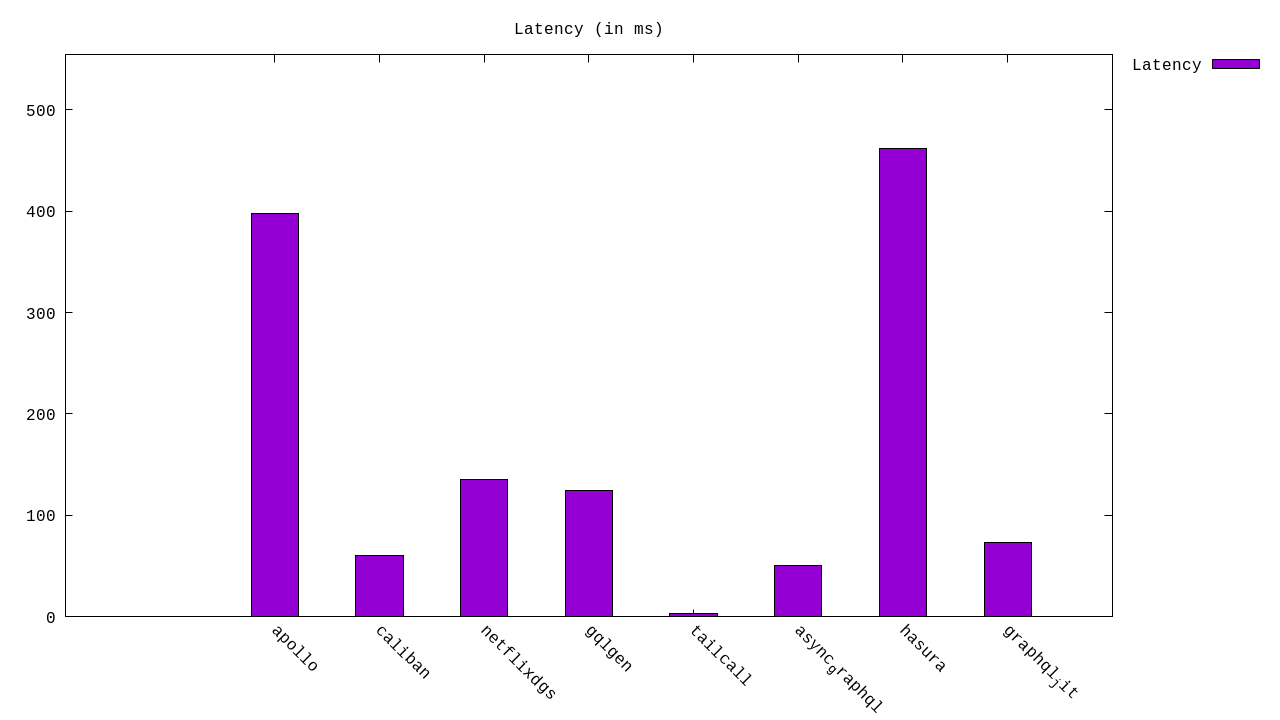 Latency (in ms)
Latency
500
400
300
200
100
0
apollo
caliban
netflixdgs
gqlgen
tailcall
async_graphql
hasura
graphql_jit